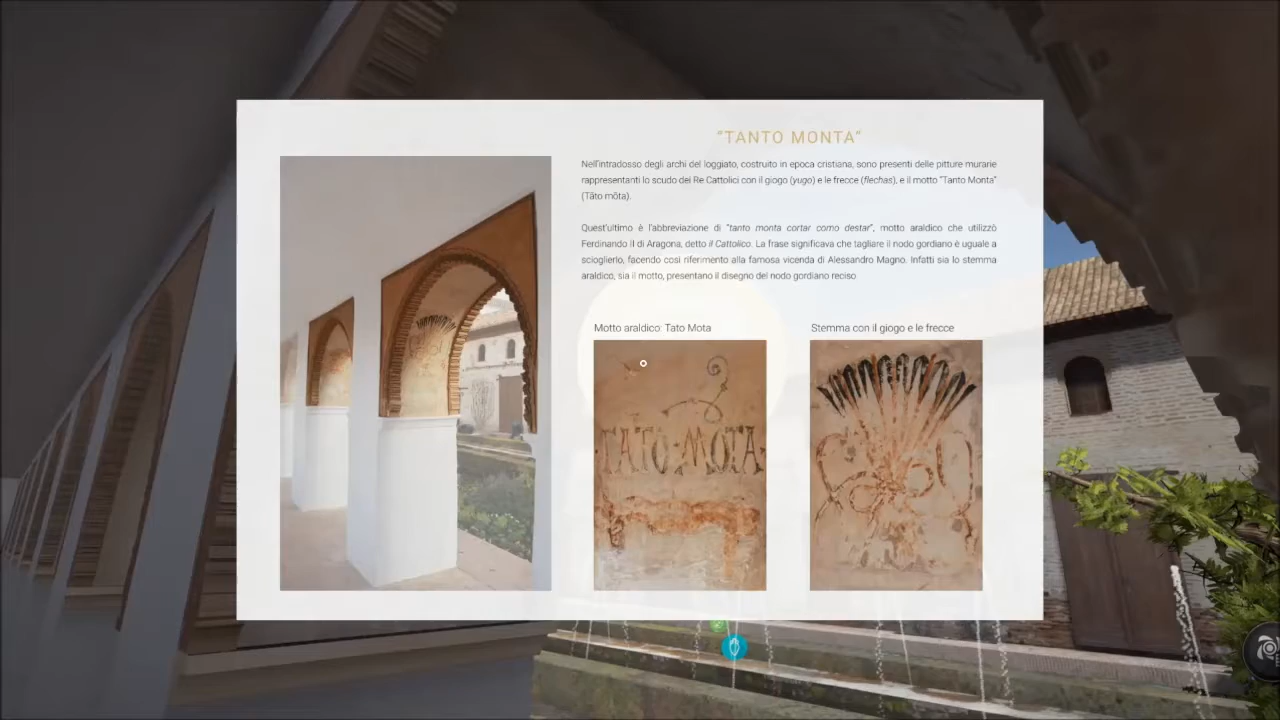 “TANTO MONTA”
Nell'intradosso degli archi del loggiato, costruito in epoca cristiana, sono presenti delle pitture murarie
rappresentanti lo scudo dei Re Cattolici con il giogo (yugo) e le frecce (flechas), e il motto “Tanto Monta”
(Tāto mōta).
Quest'ultimo è l'abbreviazione di “tanto monta cortar como destar”, motto araldico che utilizzò
Ferdinando II di Aragona, detto il Cattolico. La frase significava che tagliare il nodo gordiano è uguale a
scioglierlo, facendo così riferimento alla famosa vicenda di Alessandro Magno. Infatti sia lo stemma
araldico, sia il motto, presentano il disegno del nodo gordiano reciso
Motto araldico: Tato Mota
Stemma con il giogo e le frecce
TATO:MOTA